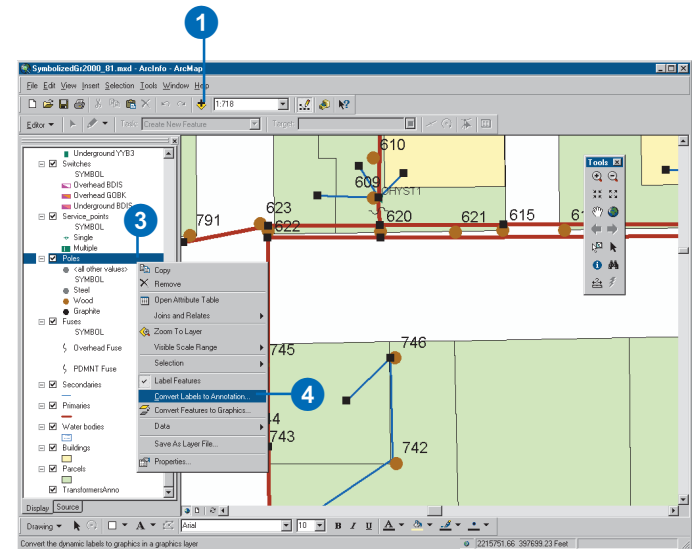 1
SymbolizedGr2000_81.mxd - ArcInfo - ArcMap
File Edit View Insert Selection Tools Window Help
1:718
Editor Task: Create New Feature Target:
Underground YYB3
Switches
SYMBOL
Overhead BDIS
Overhead GOBK
Underground BDIS
Service_points
SYMBOL
Single
Multiple
3
Poles
<all other values>
SYMBOL
Steel
Wood
Graphite
Fuses
SYMBOL
Overhead Fuse
PDMNT Fuse
Secondaries
Primaries
Water bodies
Buildings
Parcels
TransformersAnno
Display Source
Copy
Remove
Open Attribute Table
Joins and Relates
Zoom To Layer
Visible Scale Range
Selection
Label Features
Convert Labels to Annotation...
4
Convert Features to Graphics...
Data
Save As Layer File...
Properties...
610
609
DHYST1
791
623
622
620
621
615
61
745
746
743
742
Tools
Drawing A Arial 10 B I U A
Convert the dynamic labels to graphics in a graphics layer
2215751.66 397699.23 Feet